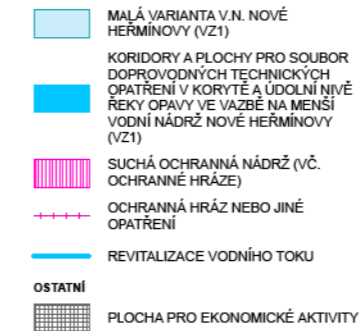 MALÁ VARIANTA V.N. NOVÉ
HEŘMÍNOVY (VZ1)
KORIDORY A PLOCHY PRO SOUBOR
DOPROVODNÝCH TECHNICKÝCH
OPATŘENÍ V KORYTĚ A ÚDOLNÍ NIVĚ
ŘEKY OPAVY VE VAZBĚ NA MENŠÍ
VODNÍ NÁDRŽ NOVÉ HEŘMÍNOVY
(VZ1)
SUCHÁ OCHRANNÁ NÁDRŽ (VČ.
OCHRANNÉ HRÁZE)
OCHRANNÁ HRÁZ NEBO JINÉ
OPATŘENÍ
REVITALIZACE VODNÍHO TOKU
OSTATNÍ
PLOCHA PRO EKONOMICKÉ AKTIVITY